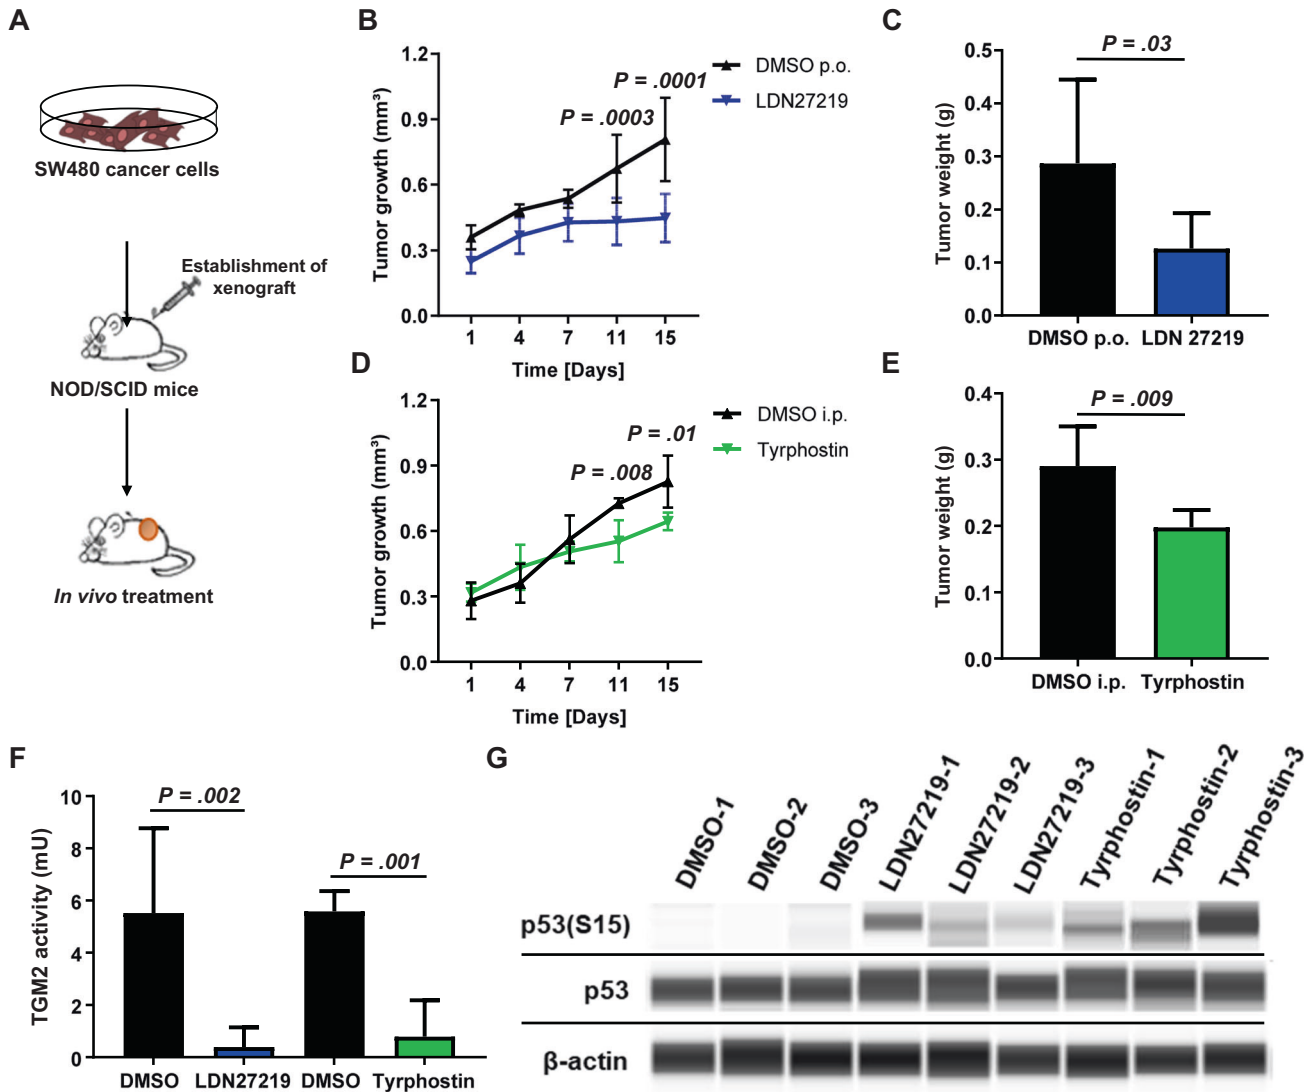 A
SW480 cancer cells
Establishment of
xenograft
NOD/SCID mice
In vivo treatment
B
Tumor growth (mm³)
1.2
0.9
0.6
0.3
0.0
P = .0001
P = .0003
DMSO p.o.
LDN27219
1 4 7 11 15
Time [Days]
C
Tumor weight (g)
0.5
0.4
0.3
0.2
0.1
0.0
P = .03
DMSO p.o. LDN 27219
D
Tumor growth (mm³)
1.2
0.9
0.6
0.3
0.0
P = .01
P = .008
DMSO i.p.
Tyrphostin
1 4 7 11 15
Time [Days]
E
Tumor weight (g)
0.4
0.3
0.2
0.1
0.0
P = .009
DMSO i.p. Tyrphostin
F
TGM2 activity (mU)
10
8
6
4
2
0
P = .002
P = .001
DMSO LDN27219 DMSO Tyrphostin
G
DMSO-1
DMSO-2
DMSO-3
LDN27219-1
LDN27219-2
LDN27219-3
Tyrphostin-1
Tyrphostin-2
Tyrphostin-3
p53(S15)
p53
β-actin